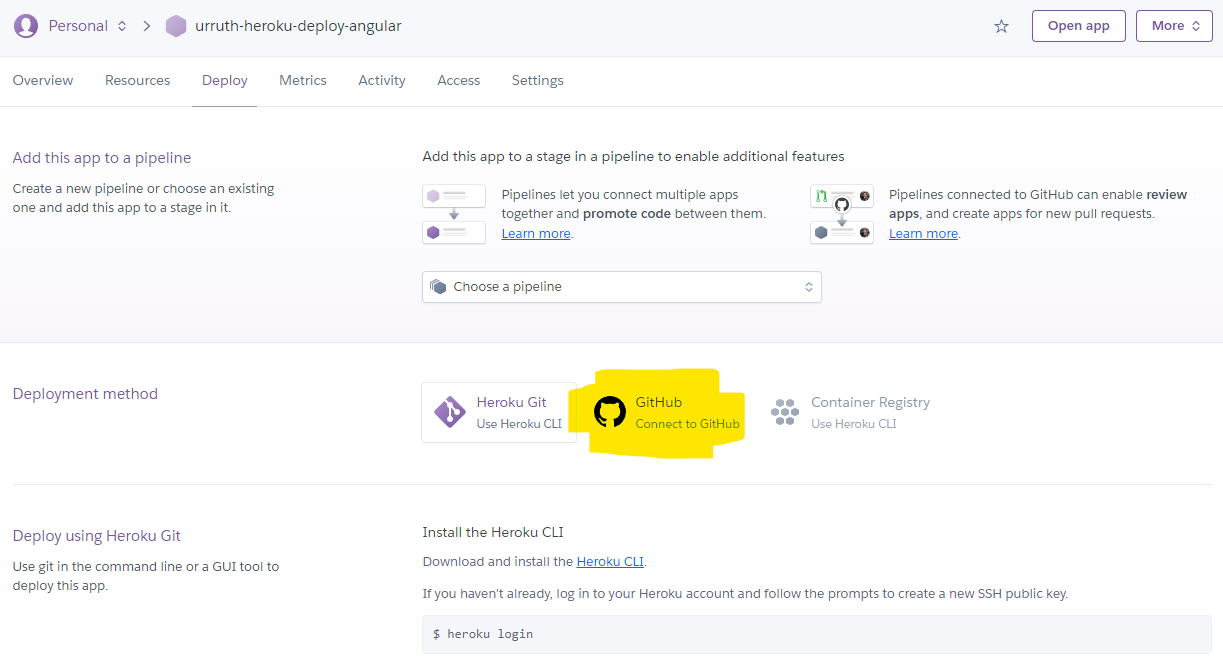 Personal urruth-heroku-deploy-angular Open app More
Overview Resources Deploy Metrics Activity Access Settings
Add this app to a pipeline
Create a new pipeline or choose an existing
one and add this app to a stage in it.
Add this app to a stage in a pipeline to enable additional features
Pipelines let you connect multiple apps
together and promote code between them.
Learn more.
Pipelines connected to GitHub can enable review
apps, and create apps for new pull requests.
Learn more.
Choose a pipeline
Deployment method
Heroku Git
Use Heroku CLI
GitHub
Connect to GitHub
Container Registry
Use Heroku CLI
Deploy using Heroku Git
Use git in the command line or a GUI tool to
deploy this app.
Install the Heroku CLI
Download and install the Heroku CLI.
If you haven't already, log in to your Heroku account and follow the prompts to create a new SSH public key.
$ heroku login